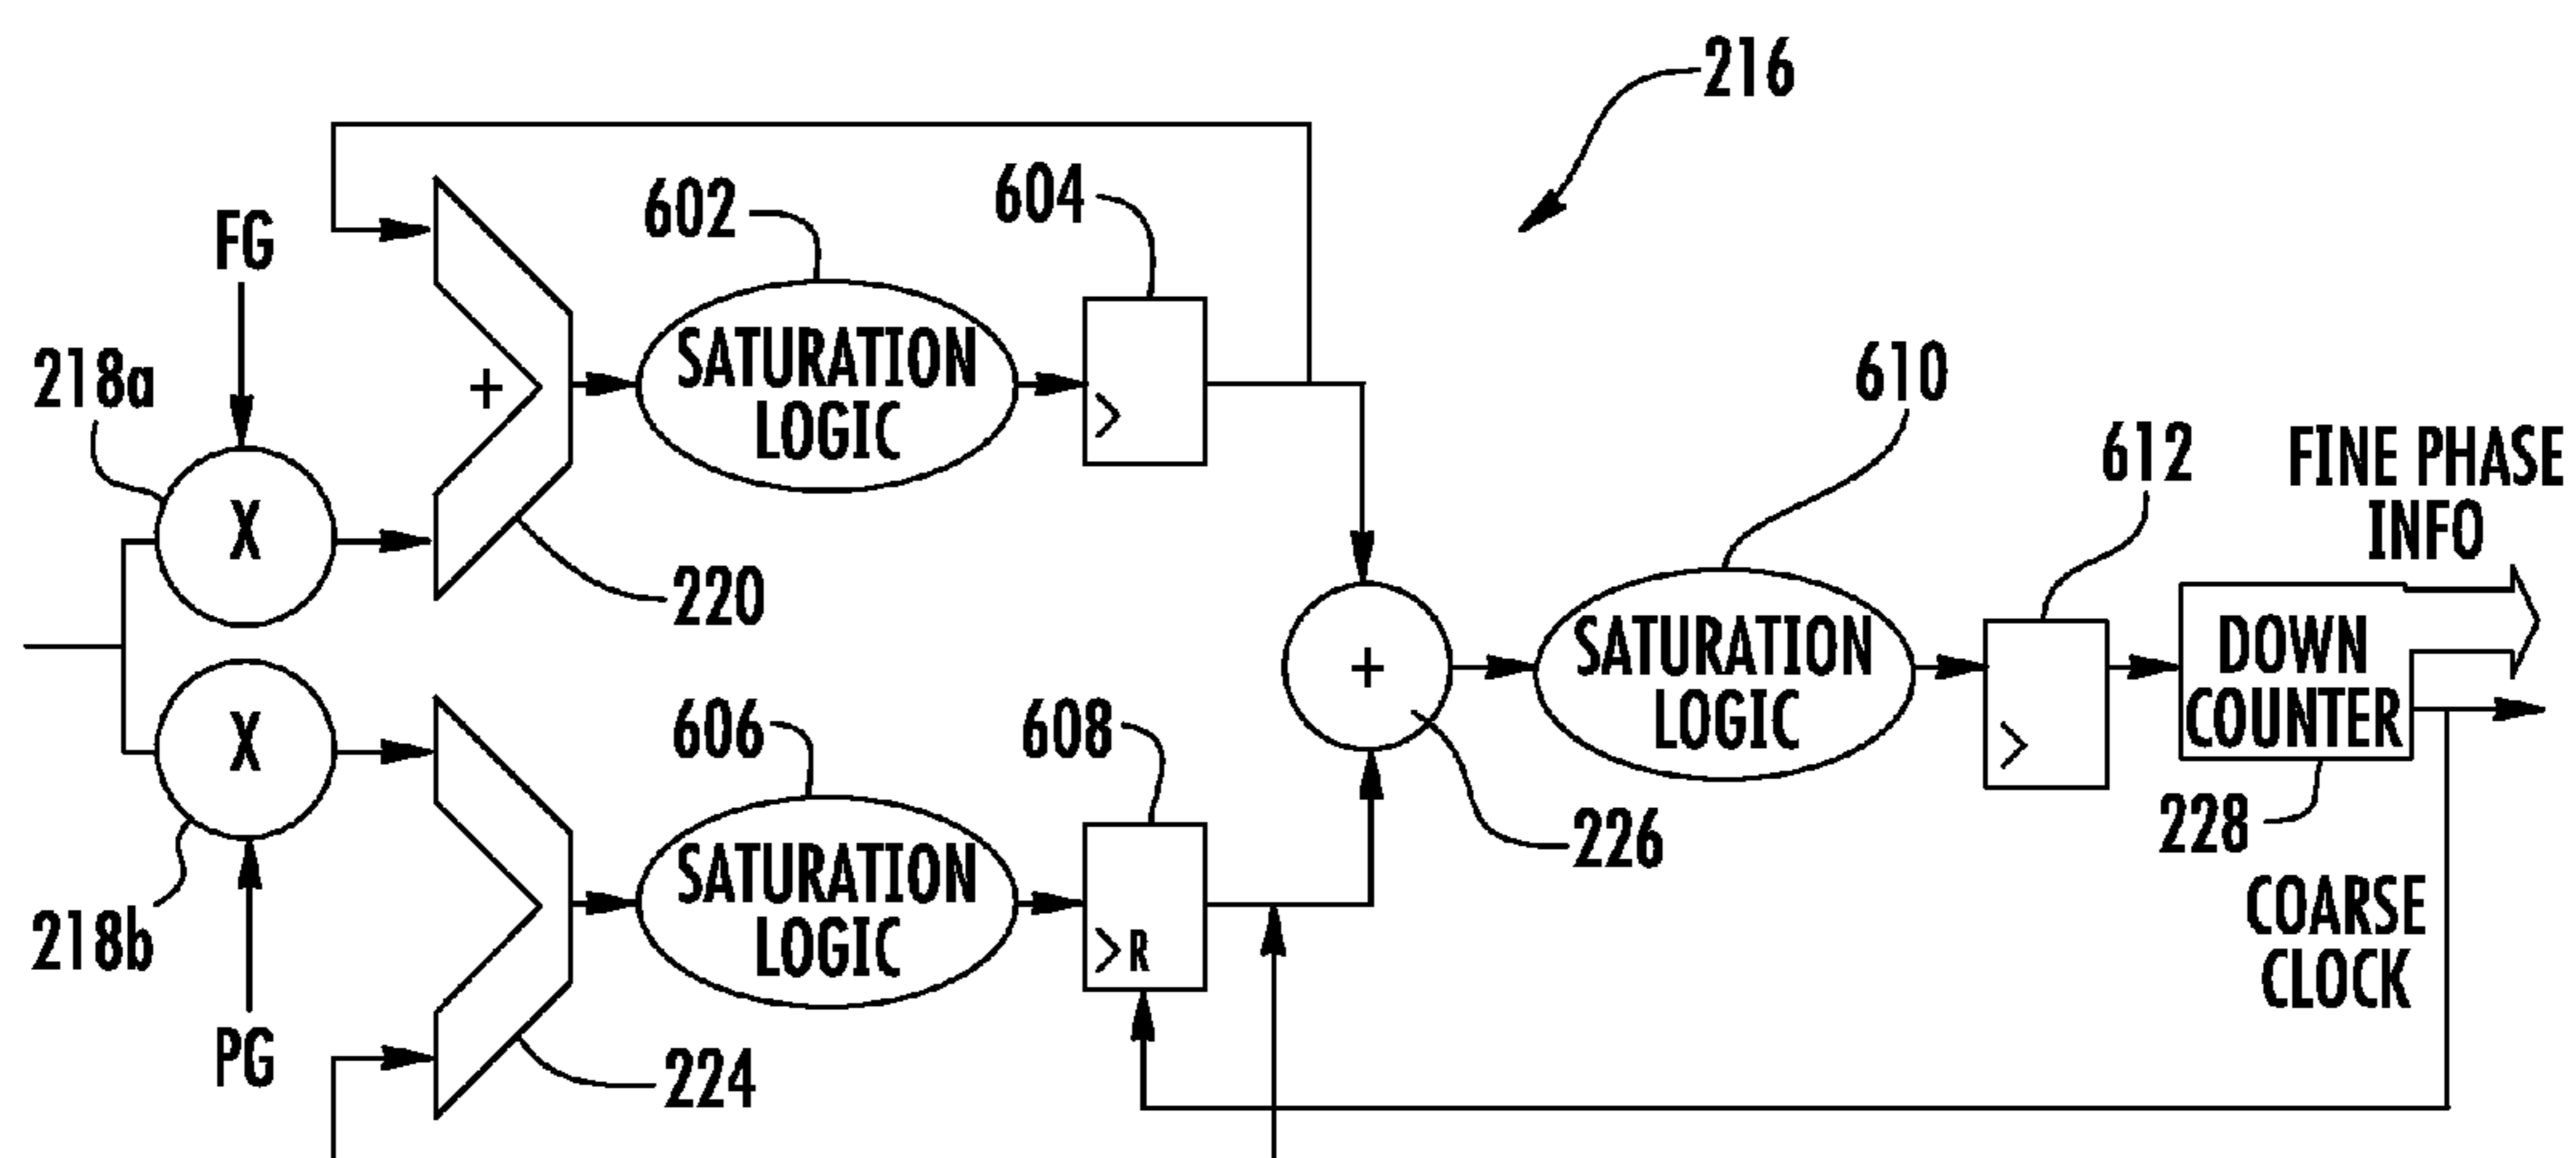 216
602
604
FG
SATURATION
LOGIC
218a
+
>
610
612
FINE PHASE
INFO
X
220
SATURATION
LOGIC
+
>
DOWN
COUNTER
X
606
608
226
228
SATURATION
LOGIC
>R
218b
COARSE
CLOCK
PG
224